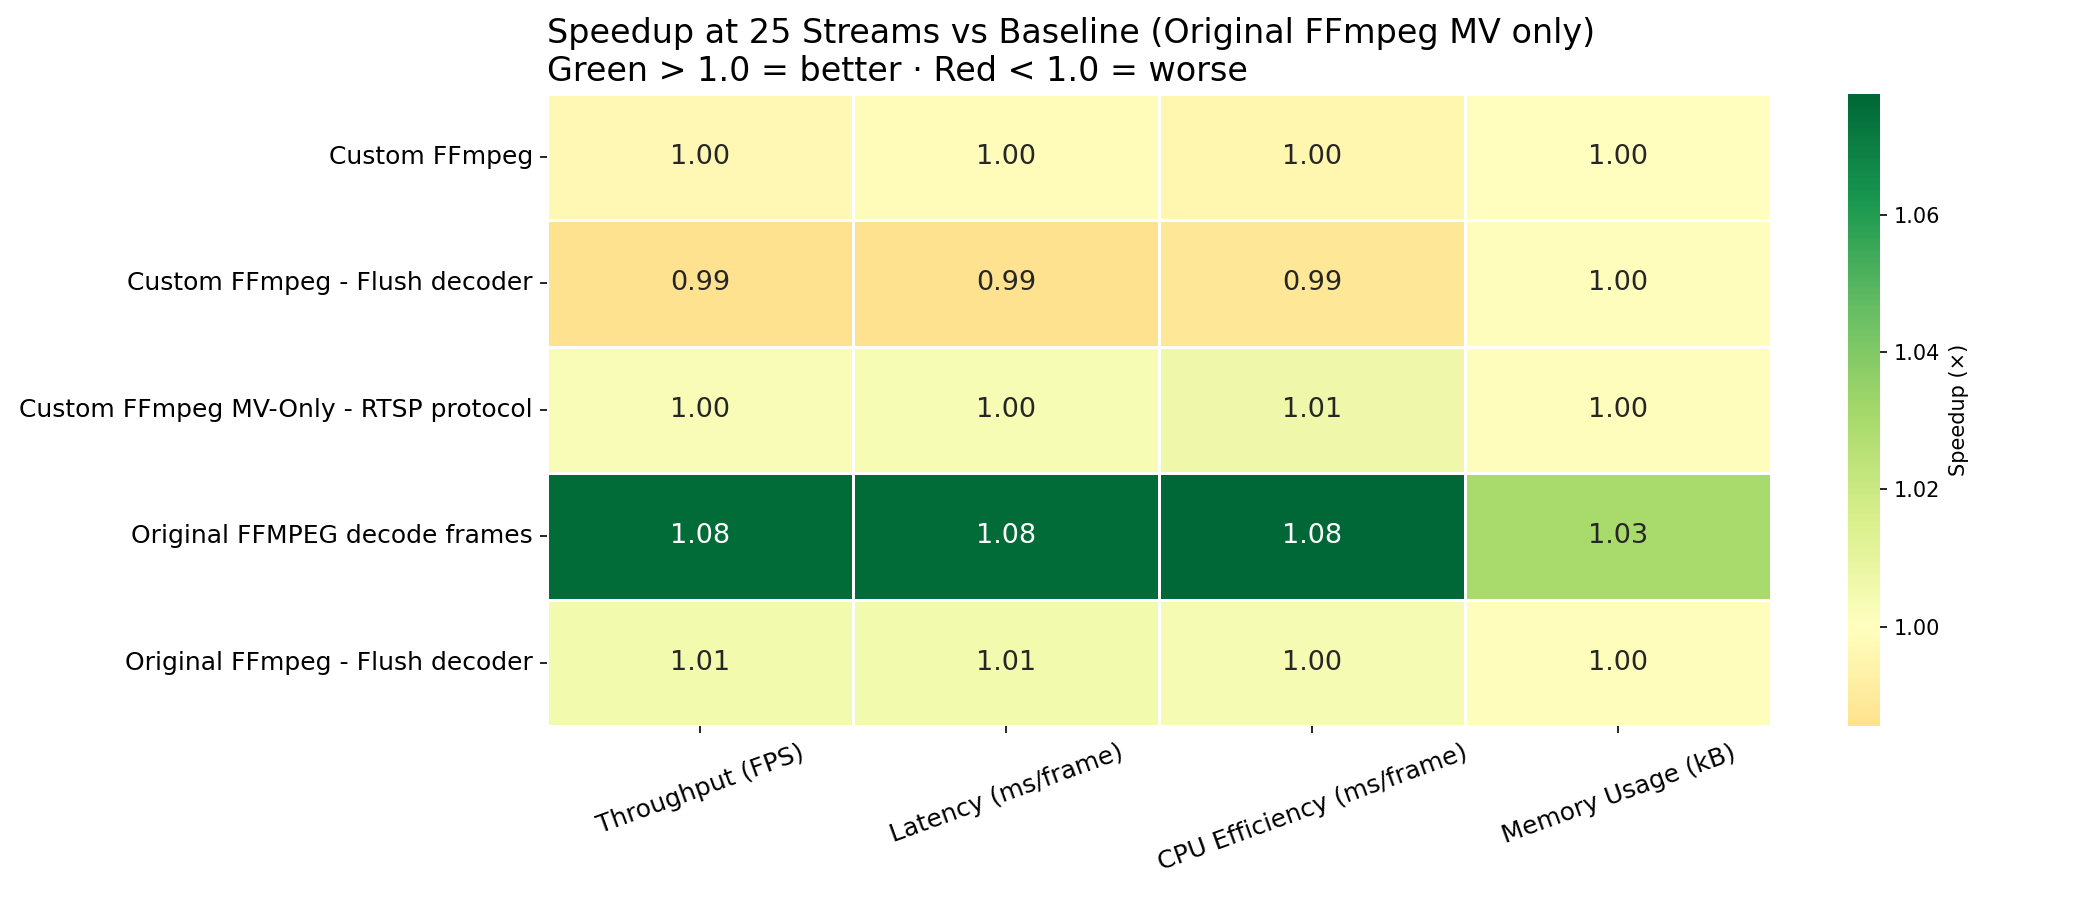 Speedup at 25 Streams vs Baseline (Original FFmpeg MV only)
Green > 1.0 = better · Red < 1.0 = worse
Custom FFmpeg
1.00 1.00 1.00 1.00
Custom FFmpeg - Flush decoder
0.99 0.99 0.99 1.00
Custom FFmpeg MV-Only - RTSP protocol
1.00 1.00 1.01 1.00
Original FFMPEG decode frames
1.08 1.08 1.08 1.03
Original FFmpeg - Flush decoder
1.01 1.01 1.00 1.00
Throughput (FPS)
Latency (ms/frame)
CPU Efficiency (ms/frame)
Memory Usage (kB)
1.06
1.04
1.02
1.00
Speedup (×)